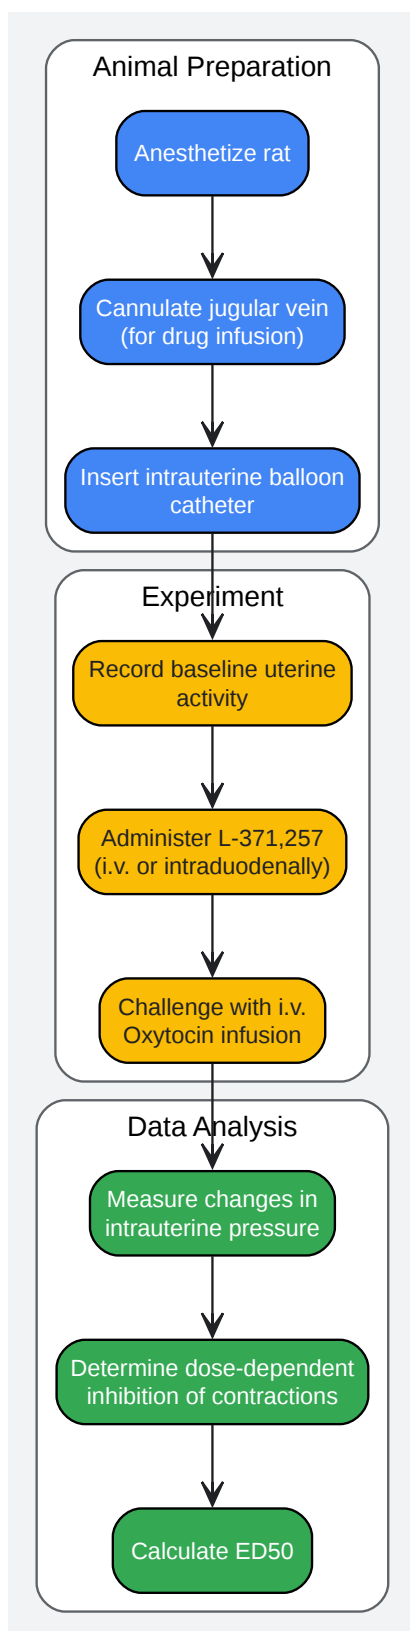 Animal Preparation
Anesthetize rat
Cannulate jugular vein
(for drug infusion)
Insert intrauterine balloon
catheter
Experiment
Record baseline uterine
activity
Administer L-371,257
(i.v. or intraduodenally)
Challenge with i.v.
Oxytocin infusion
Data Analysis
Measure changes in
intrauterine pressure
Determine dose-dependent
inhibition of contractions
Calculate ED50